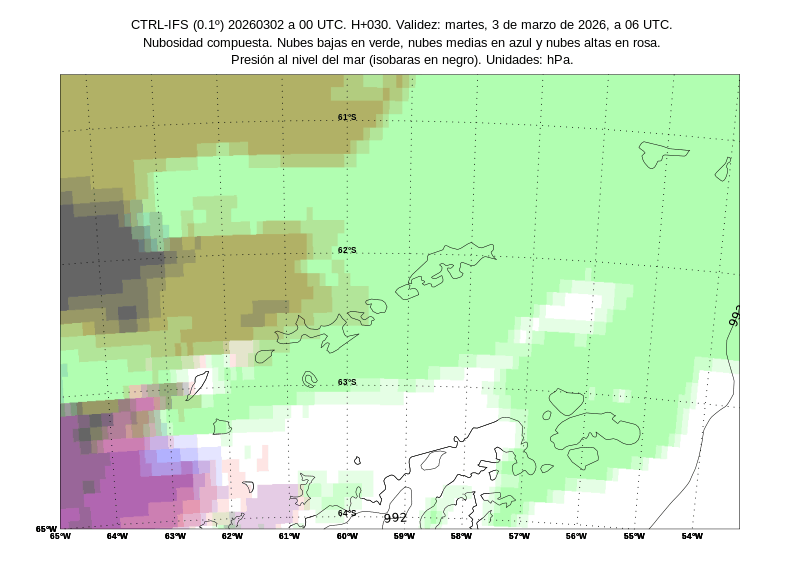 CTRL-IFS (0.1º) 20260302 a 00 UTC. H+030. Validez: martes, 3 de marzo de 2026, a 06 UTC.
Nubosidad compuesta. Nubes bajas en verde, nubes medias en azul y nubes altas en rosa.
Presión al nivel del mar (isobaras en negro). Unidades: hPa.
61°S
62°S
992
63°S
64°S
992
65°W
65°W 64°W 63°W 62°W 61°W 60°W 59°W 58°W 57°W 56°W 55°W 54°W